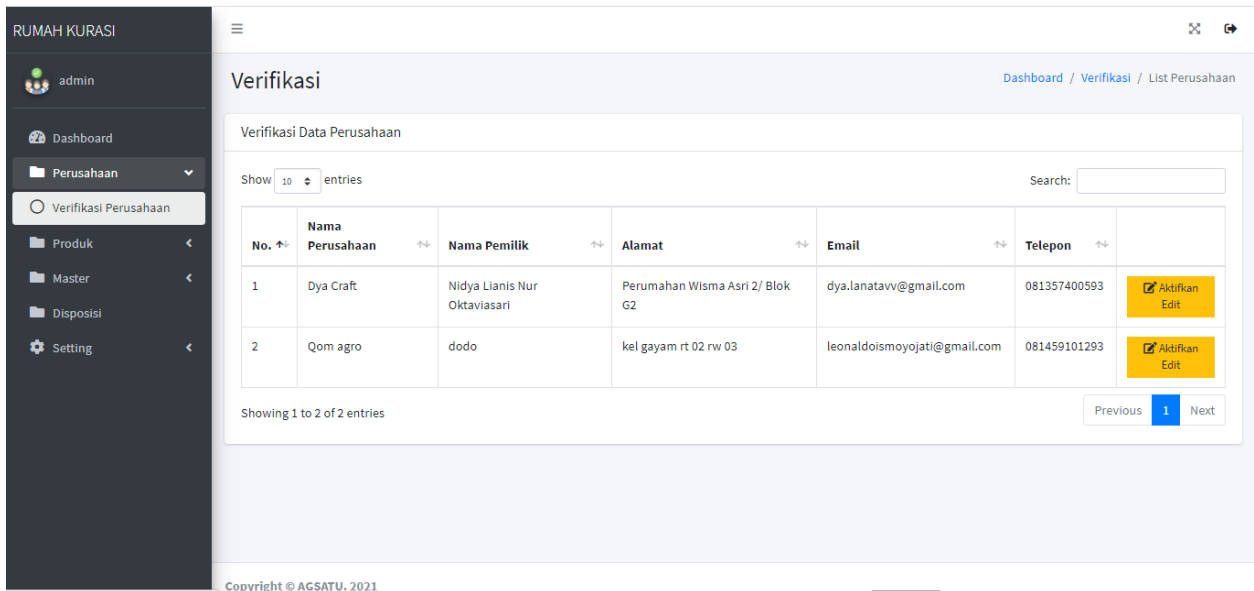 RUMAH KURASI
admin
Dashboard
Perusahaan
Verifikasi Perusahaan
Produk
Master
Disposisi
Setting
Verifikasi
Dashboard / Verifikasi / List Perusahaan
Verifikasi Data Perusahaan
Show 10 entries
Search:
No. Nama Perusahaan Nama Pemilik Alamat Email Telepon
1 Dya Craft Nidya Lianis Nur Perumahan Wisma Asri 2/ Blok dya.lanatavv@gmail.com 081357400593 Aktifkan
Oktaviasari G2 Edit
2 Qom agro dodo kel gayam rt 02 rw 03 leonaldoismoyojati@gmail.com 081459101293 Aktifkan
Edit
Showing 1 to 2 of 2 entries
Previous 1 Next
Copyright © AGSATU. 2021